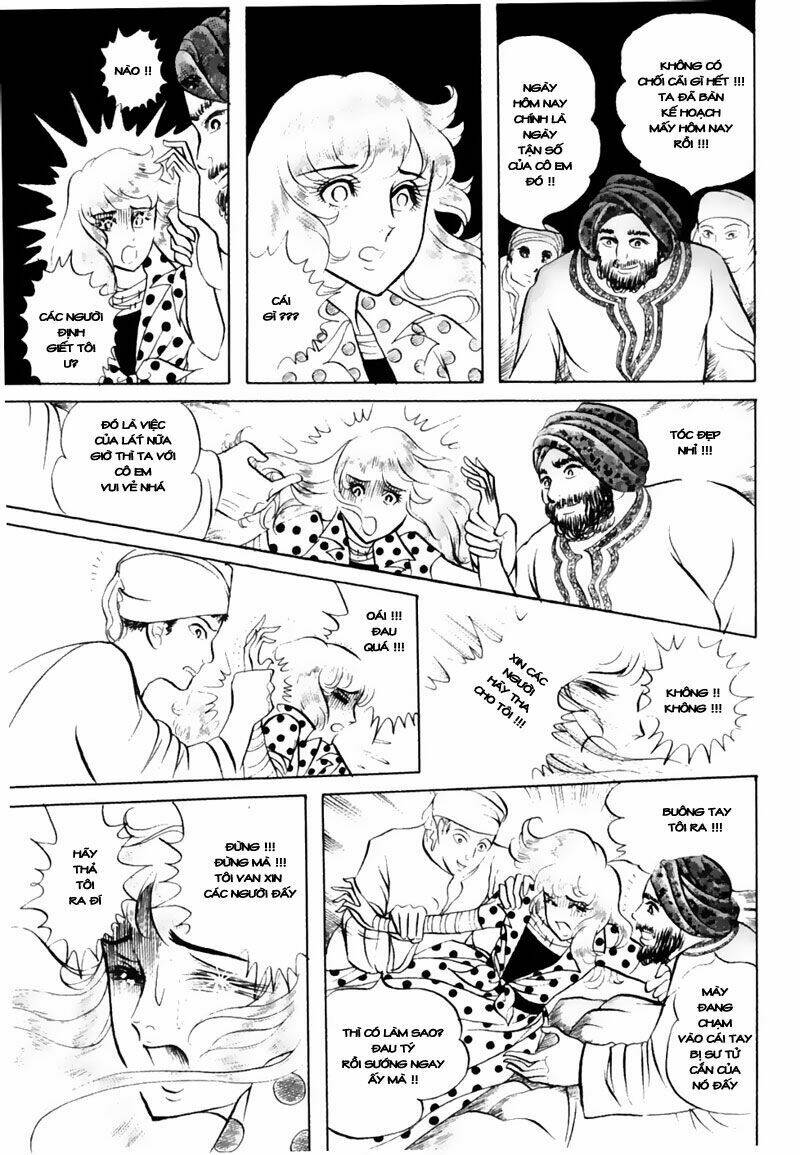 KHÔNG CÓ
CHỐI CÃI GÌ HẾT !!!
TA ĐÃ BÀN
KẾ HOẠCH
MẤY HÔM NAY
RỒI !!!
NGÀY
HÔM NAY
CHÍNH LÀ
NGÀY
TẬN SỐ
CỦA CÔ EM
ĐÓ !!
CÁI
GÌ ???
NÀO !!
CÁC NGƯỜI
ĐỊNH
GIẾT TÔI
Ư?
TÓC ĐẸP
NHỈ !!!
ĐÓ LÀ VIỆC
CỦA LÁT NỮA
GIỜ THÌ TA VỚI
CÔ EM
VUI VẺ NHÁ
KHÔNG !!
KHÔNG !!!
XIN CÁC
NGƯỜI
HÃY THA
CHO TÔI !!!
OÁI !!!
ĐAU
QUÁ !!!
BUÔNG TAY
TÔI RA !!!
MÀY
ĐANG
CHẠM
VÀO CÁI TAY
BỊ SƯ TỬ
CẮN CỦA
NÓ ĐẤY
THÌ CÓ LÀM SAO?
ĐAU TÝ
RỒI SƯỚNG NGAY
ẤY MÀ !!
ĐỪNG !!!
ĐỪNG MÀ !!!
TÔI VAN XIN
CÁC NGƯỜI ĐẤY
HÃY
THẢ
TÔI
RA ĐI